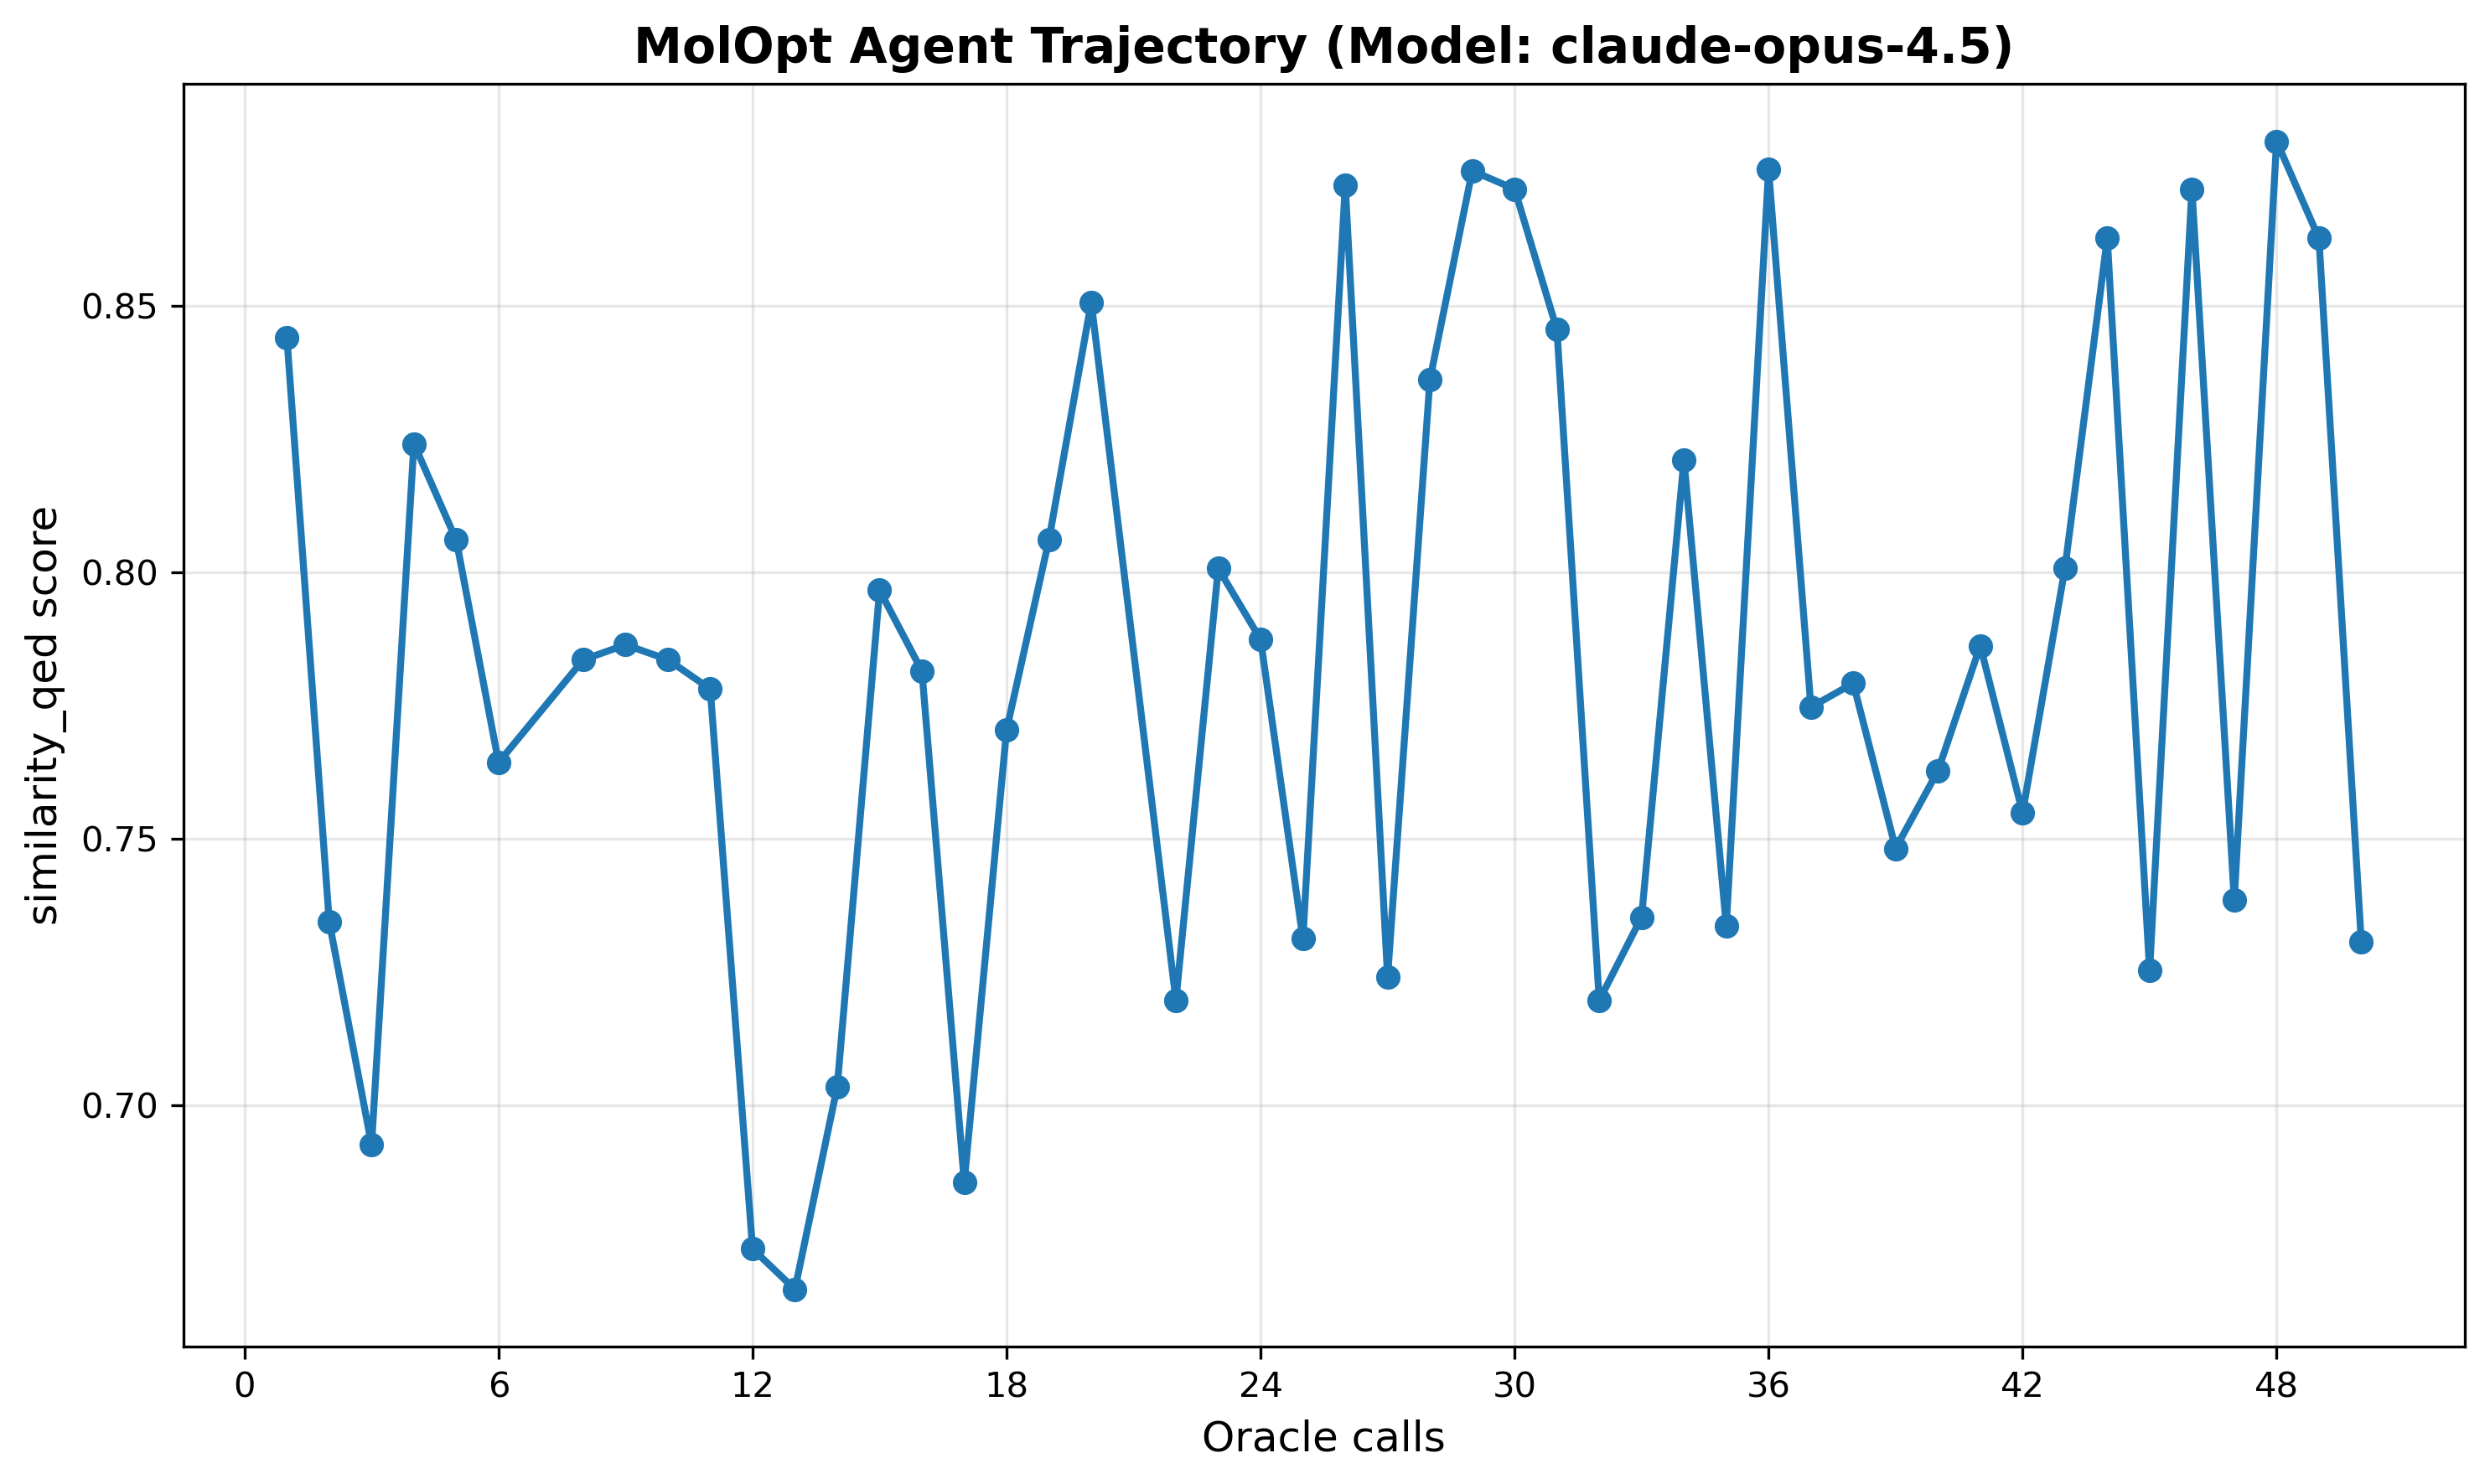 MolOpt Agent Trajectory (Model: claude-opus-4.5)
similarity_qed score
0.85
0.80
0.75
0.70
0 6 12 18 24 30 36 42 48
Oracle calls